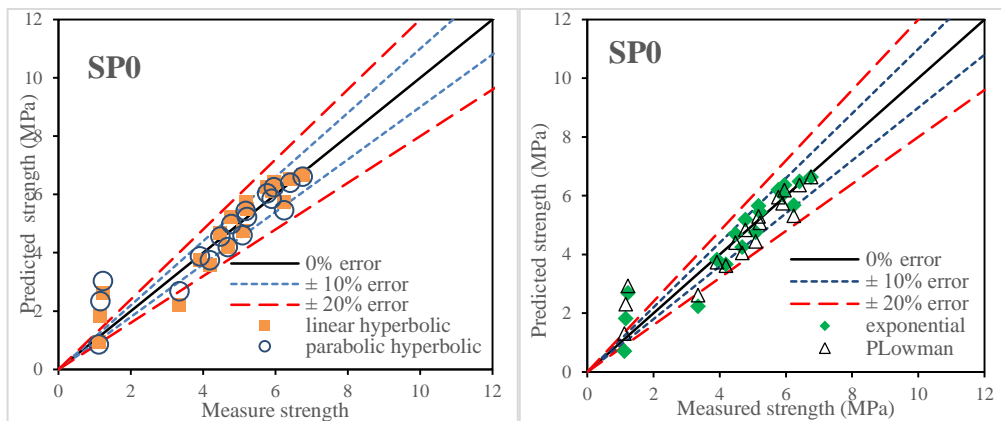 12
10
8
6
4
2
0
Predicted strength (MPa)
SP0
0% error
± 10% error
± 20% error
linear hyperbolic
parabolic hyperbolic
0 2 4 6 8 10 12
Measure strength
12
10
8
6
4
2
0
Predicted strength (MPa)
SP0
0% error
± 10% error
± 20% error
exponential
PLowman
0 2 4 6 8 10 12
Measured strength (MPa)